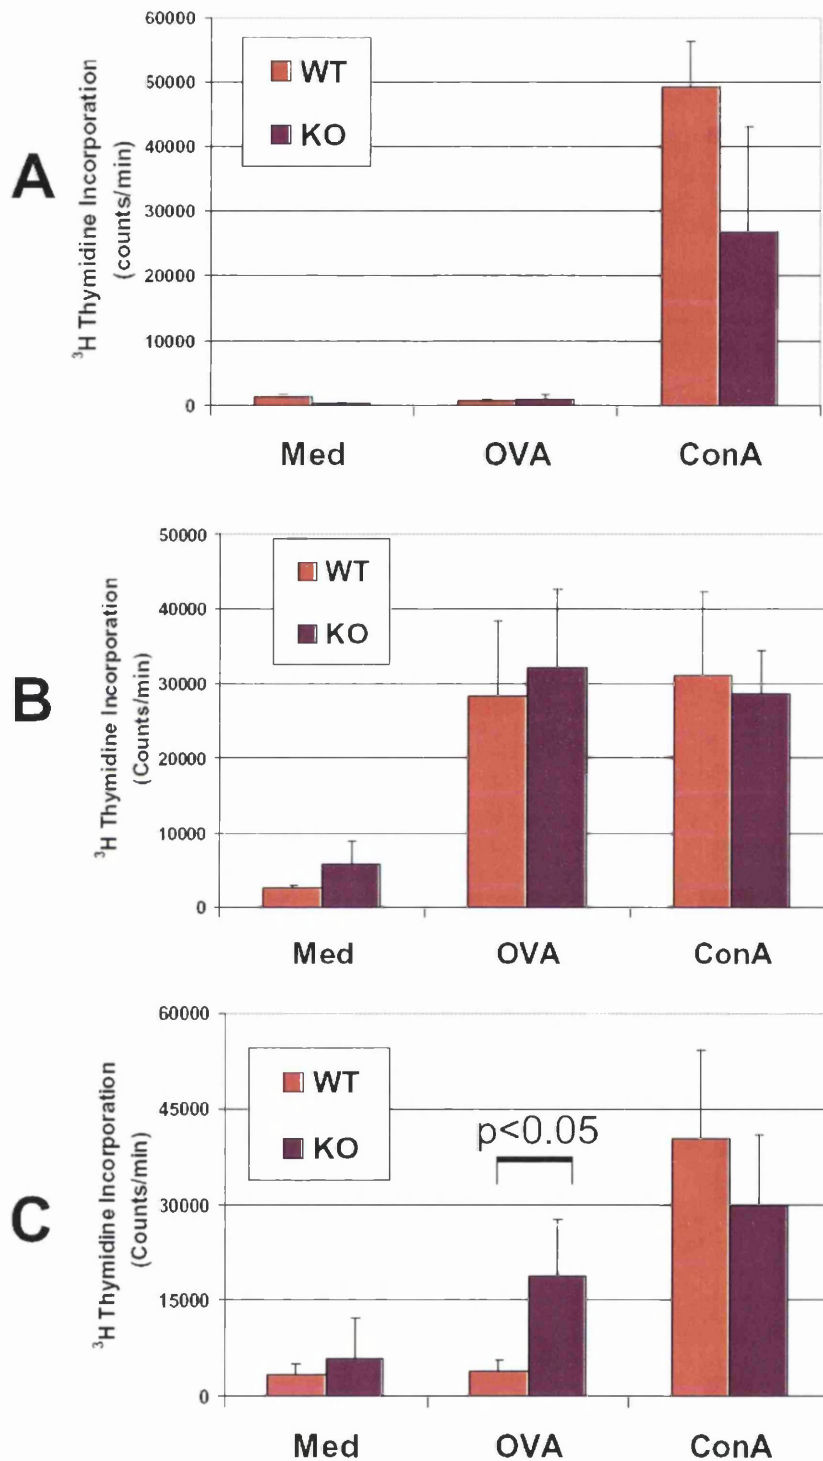 A
³H Thymidine Incorporation
(counts/min)
60000
50000
40000
30000
20000
10000
0
WT
KO
Med OVA ConA
B
³H Thymidine Incorporation
(Counts/min)
50000
40000
30000
20000
10000
0
WT
KO
Med OVA ConA
C
³H Thymidine Incorporation
(Counts/min)
60000
45000
30000
15000
0
WT
KO
p<0.05
Med OVA ConA